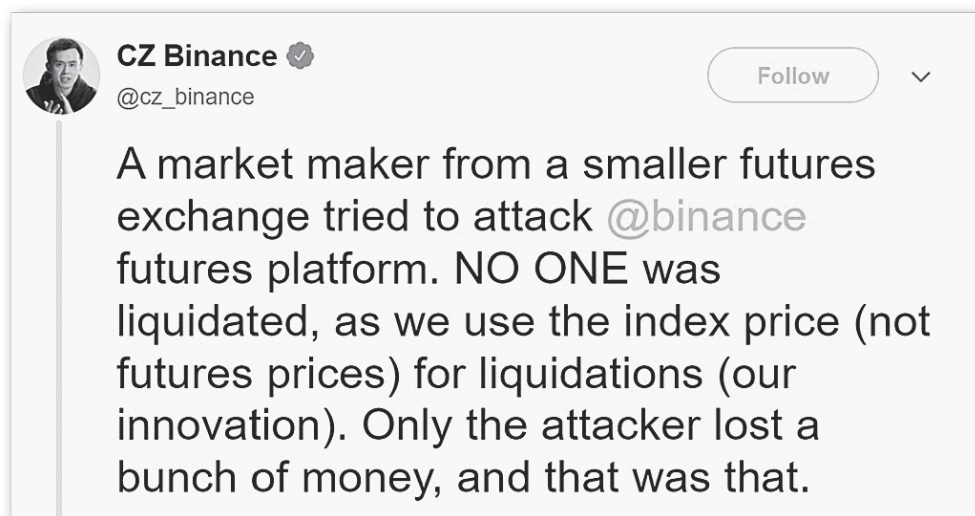 CZ Binance
@cz_binance
Follow
A market maker from a smaller futures
exchange tried to attack @binance
futures platform. NO ONE was
liquidated, as we use the index price (not
futures prices) for liquidations (our
innovation). Only the attacker lost a
bunch of money, and that was that.